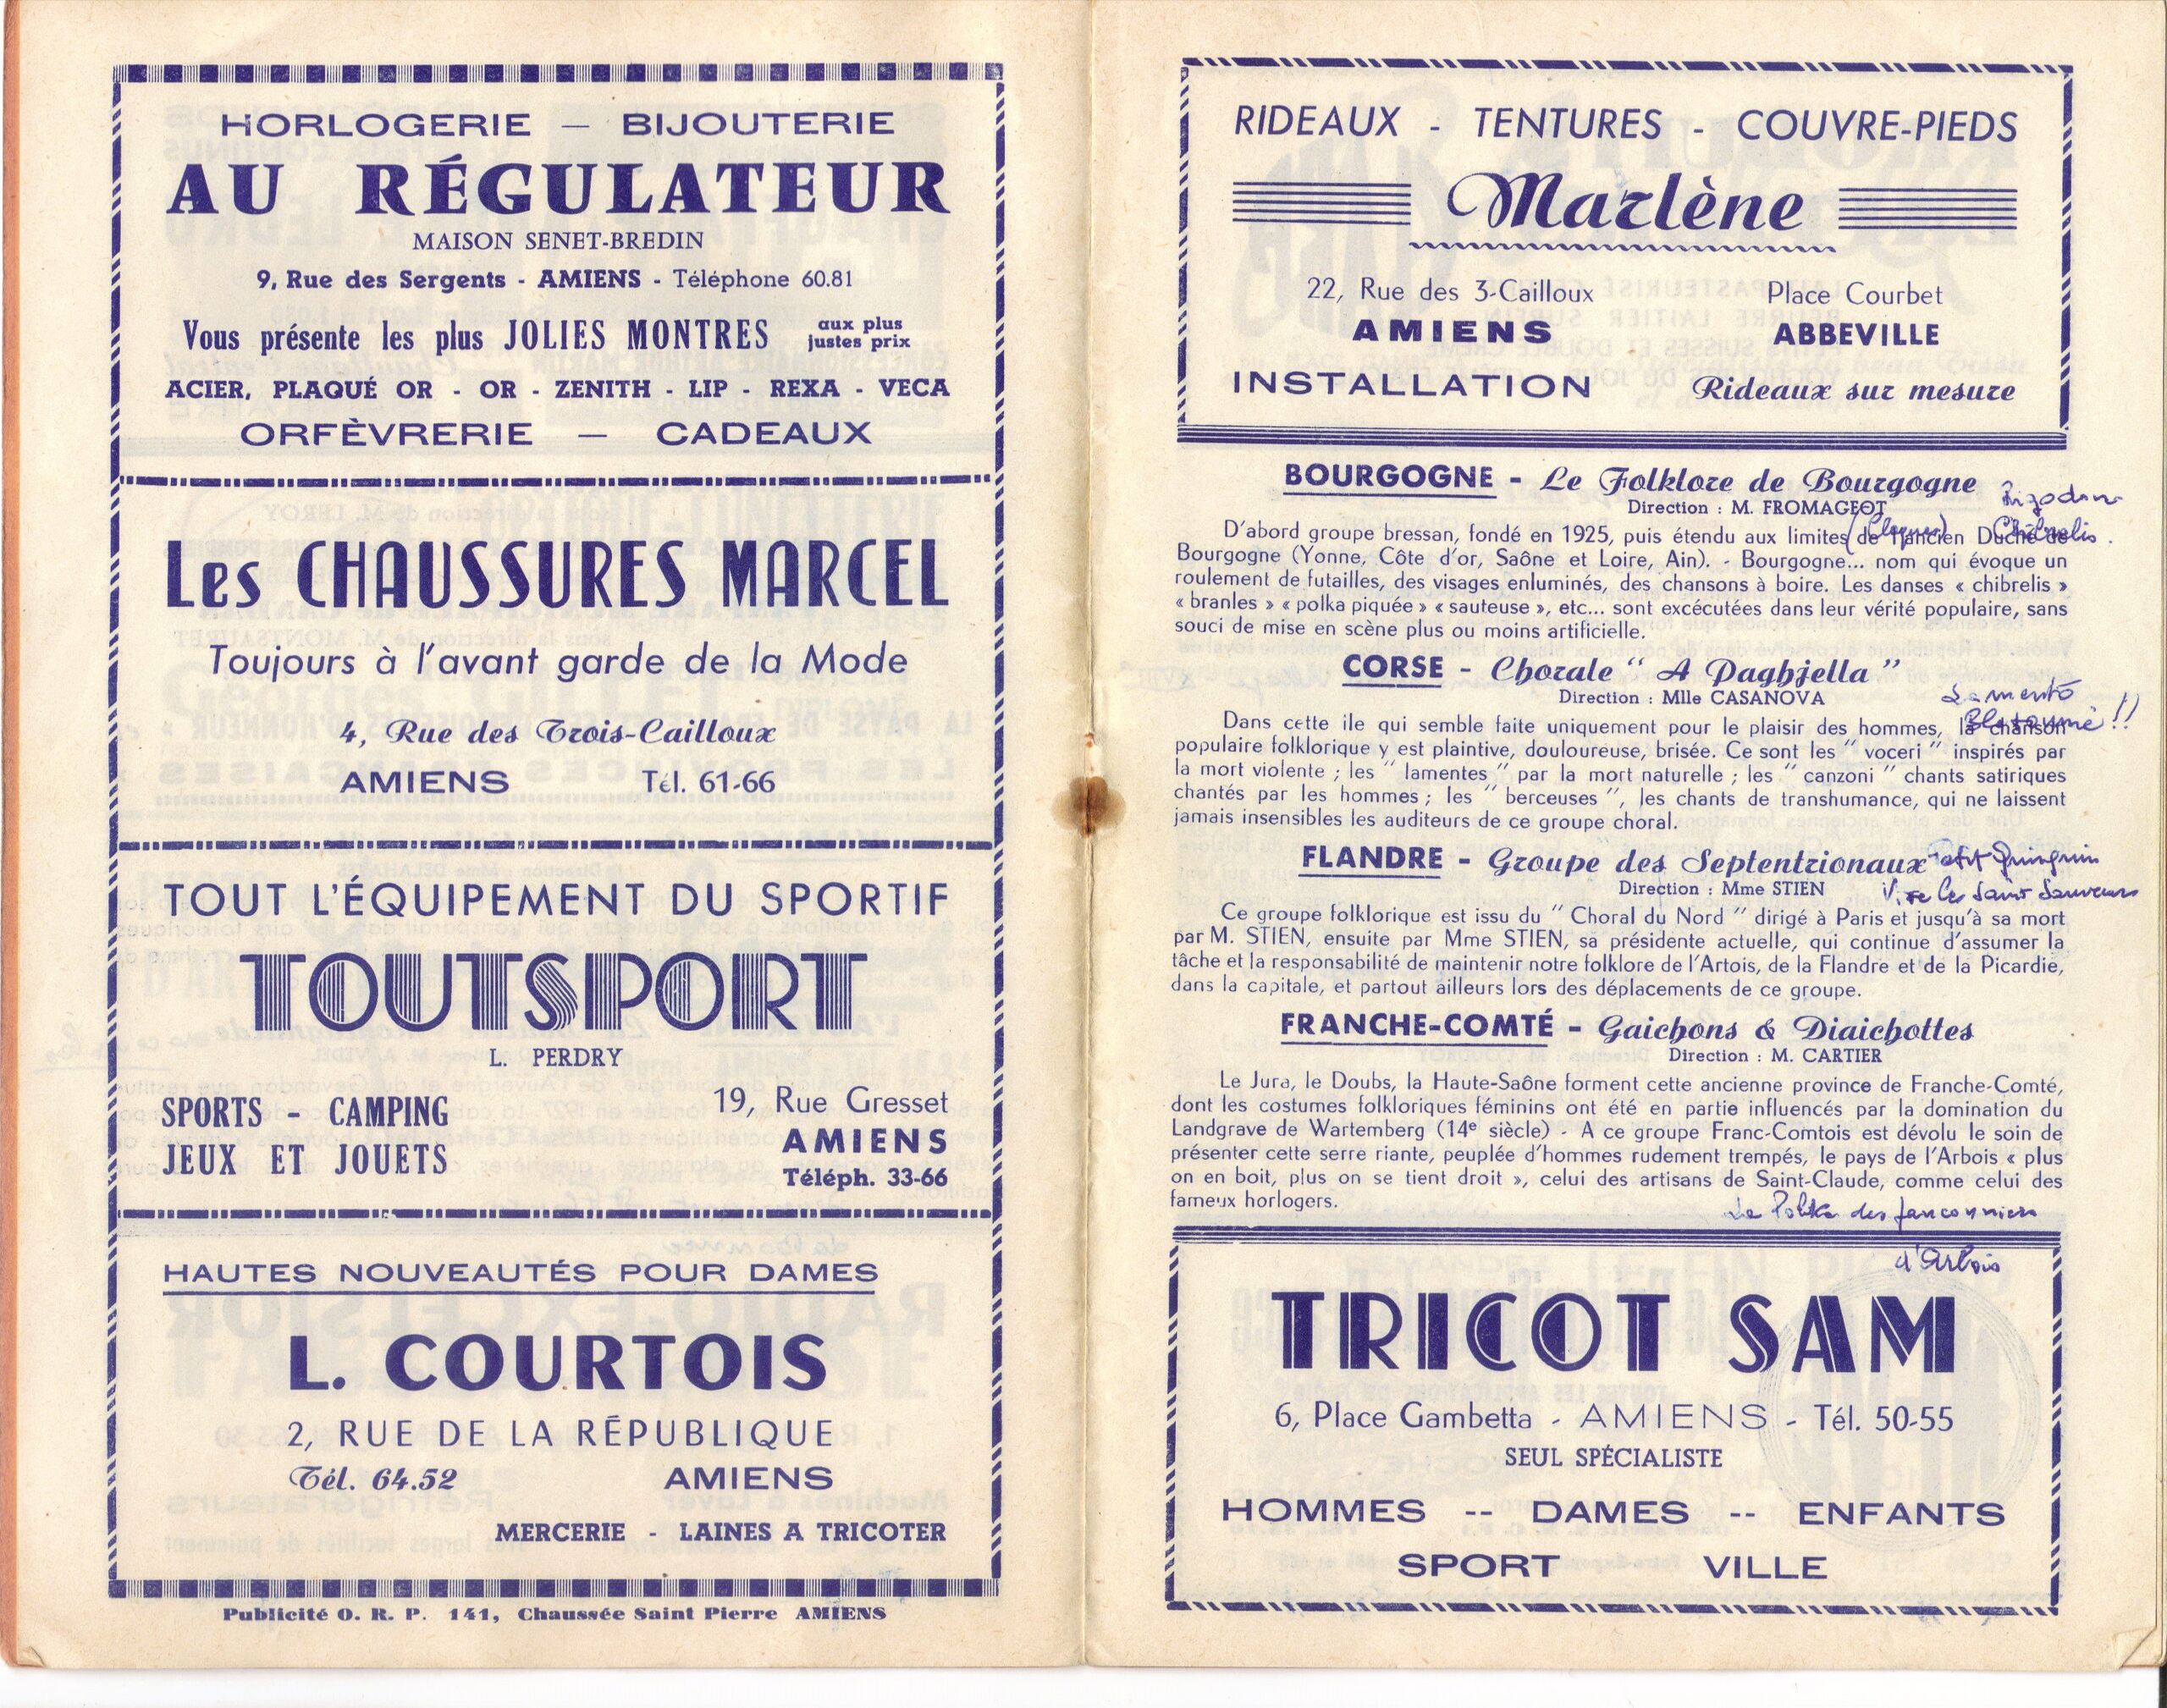 HORLOGERIE — BIJOUTERIE
AU RÉGULATEUR
MAISON SENET-BREDIN
9, Rue des Sergents - AMIENS - Téléphone 60.81
Vous présente les plus JOLIES MONTRES aux plus justes prix
ACIER, PLAQUÉ OR - OR - ZENITH - LIP - REXA - VECA
ORFÈVRERIE — CADEAUX
Les CHAUSSURES MARCEL
Toujours à l'avant garde de la Mode
4, Rue des Trois-Cailloux
AMIENS Tél. 61-66
TOUT L'ÉQUIPEMENT DU SPORTIF
TOUTSPORT
L. PERDRY
SPORTS - CAMPING
JEUX ET JOUETS
19, Rue Gresset
AMIENS
Téléph. 33-66
HAUTES NOUVEAUTÉS POUR DAMES
L. COURTOIS
2, RUE DE LA RÉPUBLIQUE
Tél. 64.52 AMIENS
MERCERIE - LAINES A TRICOTER
Publicité O. R. P. 141, Chaussée Saint Pierre AMIENS
RIDEAUX - TENTURES - COUVRE-PIEDS
Marlène
22, Rue des 3-Cailloux Place Courbet
AMIENS ABBEVILLE
INSTALLATION Rideaux sur mesure
BOURGOGNE - Le Folklore de Bourgogne
Rigodon
Direction : M. FROMAGEOT
Chibrelis.
D'abord groupe bressan, fondé en 1925, puis étendu aux limites de l'ancien Duché de
Bourgogne (Yonne, Côte d'or, Saône et Loire, Ain). - Bourgogne... nom qui évoque un
roulement de futailles, des visages enluminés, des chansons à boire. Les danses « chibrelis »
« branles » « polka piquée » « sauteuse », etc... sont excécutées dans leur vérité populaire, sans
souci de mise en scène plus ou moins artificielle.
CORSE - Chorale " A Paghjella "
Direction : Mlle CASANOVA
Lamento
Dans cette ile qui semble faite uniquement pour le plaisir des hommes, la chanson
populaire folklorique y est plaintive, douloureuse, brisée. Ce sont les " voceri " inspirés par
la mort violente ; les " lamentes " par la mort naturelle ; les " canzoni " chants satiriques
chantés par les hommes ; les " berceuses ", les chants de transhumance, qui ne laissent
jamais insensibles les auditeurs de ce groupe choral.
FLANDRE - Groupe des Septentrionaux
Petit Quinquin
Direction : Mme STIEN
Vive les Saint Sauveurs
Ce groupe folklorique est issu du " Choral du Nord " dirigé à Paris et jusqu'à sa mort
par M. STIEN, ensuite par Mme STIEN, sa présidente actuelle, qui continue d'assumer la
tâche et la responsabilité de maintenir notre folklore de l'Artois, de la Flandre et de la Picardie,
dans la capitale, et partout ailleurs lors des déplacements de ce groupe.
FRANCHE-COMTÉ - Gaichons & Diaichottes
Direction : M. CARTIER
Le Jura, le Doubs, la Haute-Saône forment cette ancienne province de Franche-Comté,
dont les costumes folkloriques féminins ont été en partie influencés par la domination du
Landgrave de Wartemberg (14e siècle) - A ce groupe Franc-Comtois est dévolu le soin de
présenter cette serre riante, peuplée d'hommes rudement trempés, le pays de l'Arbois « plus
on en boit, plus on se tient droit », celui des artisans de Saint-Claude, comme celui des
fameux horlogers.
La Polka des
d'Arbois
TRICOT SAM
6, Place Gambetta - AMIENS - Tél. 50-55
SEUL SPÉCIALISTE
HOMMES -- DAMES -- ENFANTS
SPORT VILLE